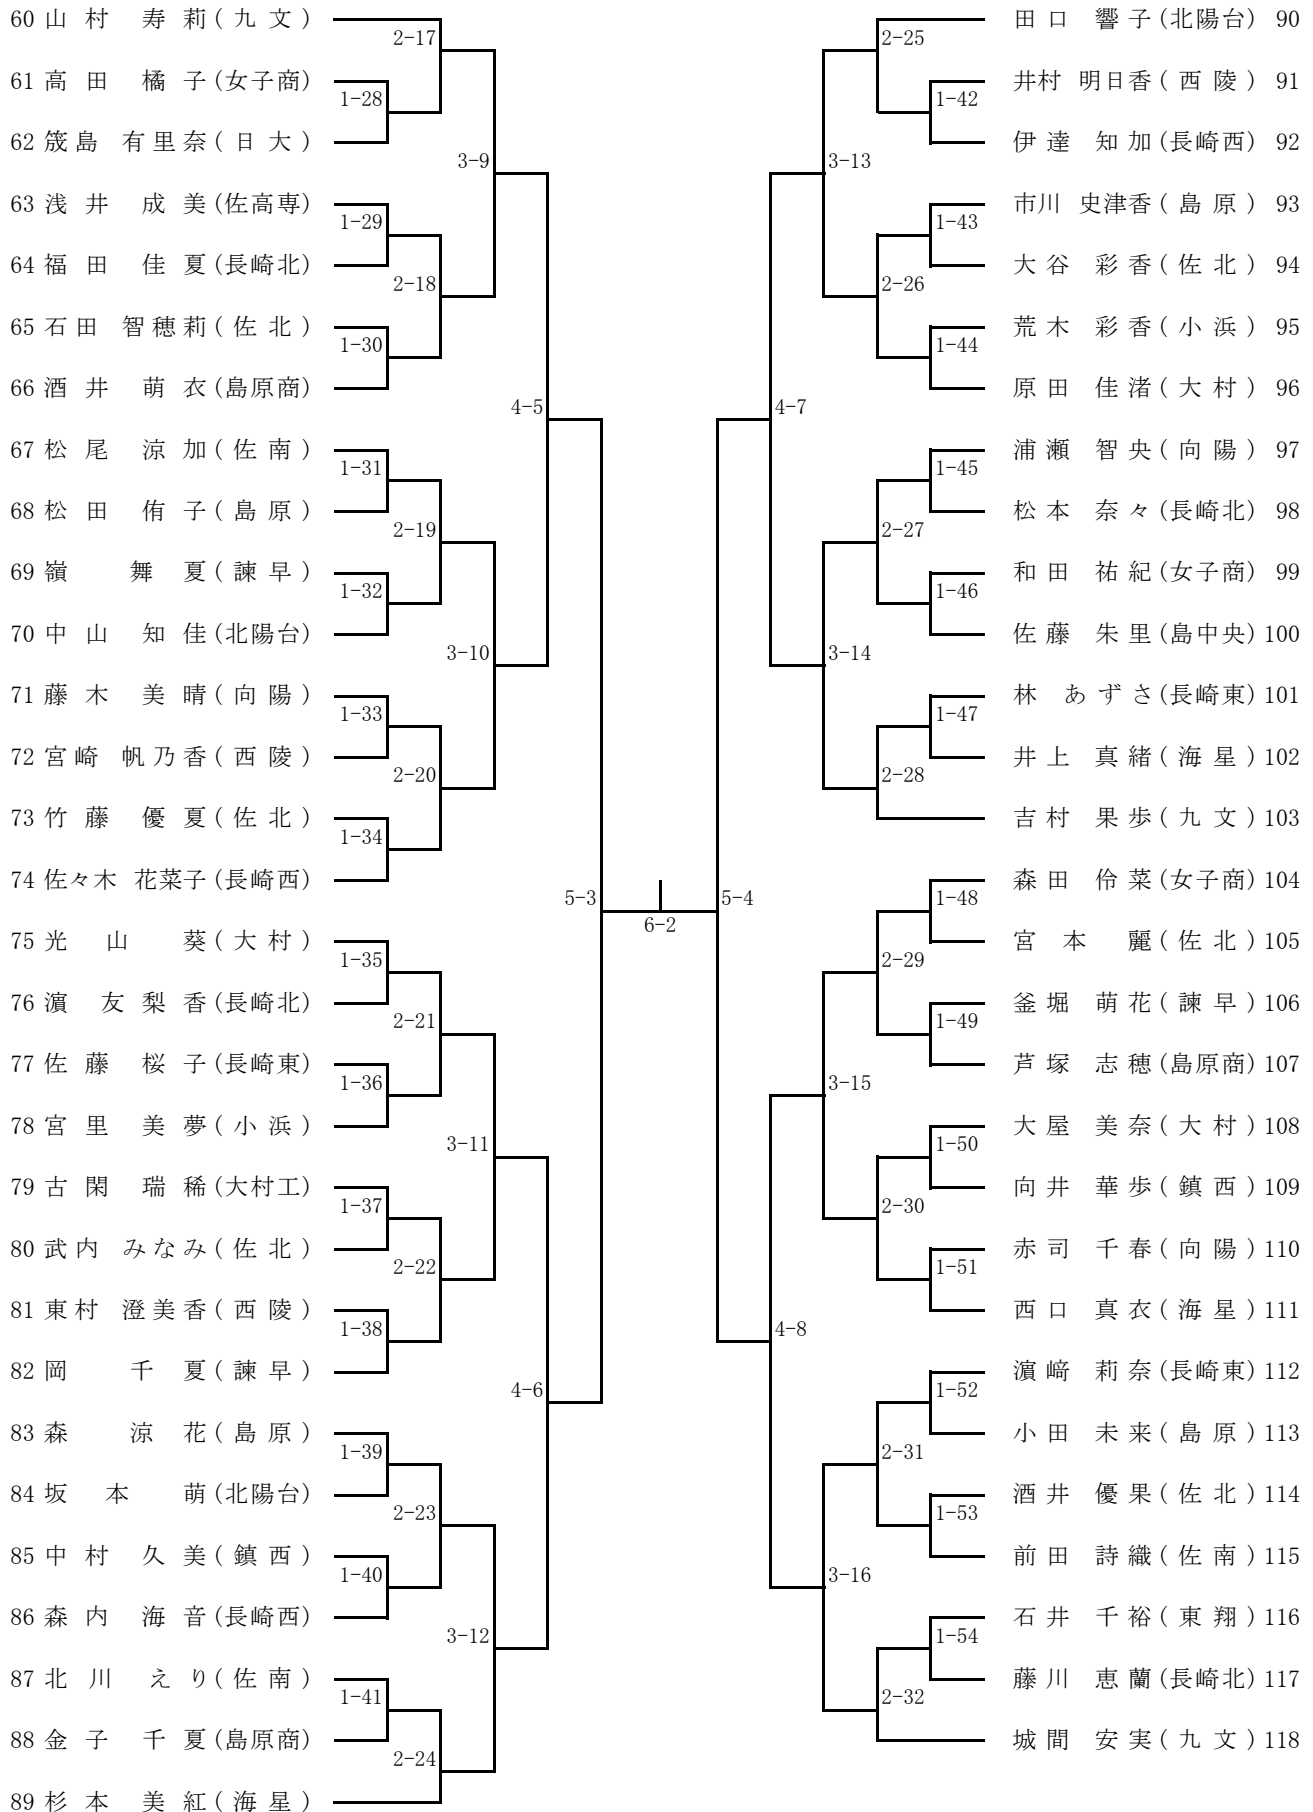 60 山村 寿莉 (九文)
2-17
61 高田 橘子 (女子商)
1-28
62 筬島 有里奈 (日大)
3-9
63 浅井 成美 (佐高専)
1-29
64 福田 佳夏 (長崎北)
2-18
65 石田 智穂莉 (佐北)
1-30
66 酒井 萌衣 (島原商)
4-5
67 松尾 涼加 (佐南)
1-31
68 松田 侑子 (島原)
2-19
69 嶺 舞夏 (諫早)
1-32
70 中山 知佳 (北陽台)
3-10
71 藤木 美晴 (向陽)
1-33
72 宮崎 帆乃香 (西陵)
2-20
73 竹藤 優夏 (佐北)
1-34
74 佐々木 花菜子 (長崎西)
5-3
75 光山 葵 (大村)
1-35
76 濵 友梨香 (長崎北)
2-21
77 佐藤 桜子 (長崎東)
1-36
78 宮里 美夢 (小浜)
3-11
79 古閑 瑞稀 (大村工)
1-37
80 武内 みなみ (佐北)
2-22
81 東村 澄美香 (西陵)
1-38
82 岡 千夏 (諫早)
4-6
83 森 涼花 (島原)
1-39
84 坂本 萌 (北陽台)
2-23
85 中村 久美 (鎮西)
1-40
86 森内 海音 (長崎西)
3-12
87 北川 えり (佐南)
1-41
88 金子 千夏 (島原商)
2-24
89 杉本 美紅 (海星)
6-2
田口 響子 (北陽台) 90
2-25
井村 明日香 (西陵) 91
1-42
伊達 知加 (長崎西) 92
3-13
市川 史津香 (島原) 93
1-43
大谷 彩香 (佐北) 94
2-26
荒木 彩香 (小浜) 95
1-44
原田 佳渚 (大村) 96
4-7
浦瀬 智央 (向陽) 97
1-45
松本 奈々 (長崎北) 98
2-27
和田 祐紀 (女子商) 99
1-46
佐藤 朱里 (島中央) 100
3-14
林 あずさ (長崎東) 101
1-47
井上 真緒 (海星) 102
2-28
吉村 果歩 (九文) 103
森田 伶菜 (女子商) 104
1-48
5-4
宮本 麗 (佐北) 105
2-29
釜堀 萌花 (諫早) 106
1-49
芦塚 志穂 (島原商) 107
3-15
大屋 美奈 (大村) 108
1-50
向井 華歩 (鎮西) 109
2-30
赤司 千春 (向陽) 110
1-51
西口 真衣 (海星) 111
4-8
濵﨑 莉奈 (長崎東) 112
1-52
小田 未来 (島原) 113
2-31
酒井 優果 (佐北) 114
1-53
前田 詩織 (佐南) 115
3-16
石井 千裕 (東翔) 116
1-54
藤川 恵蘭 (長崎北) 117
2-32
城間 安実 (九文) 118